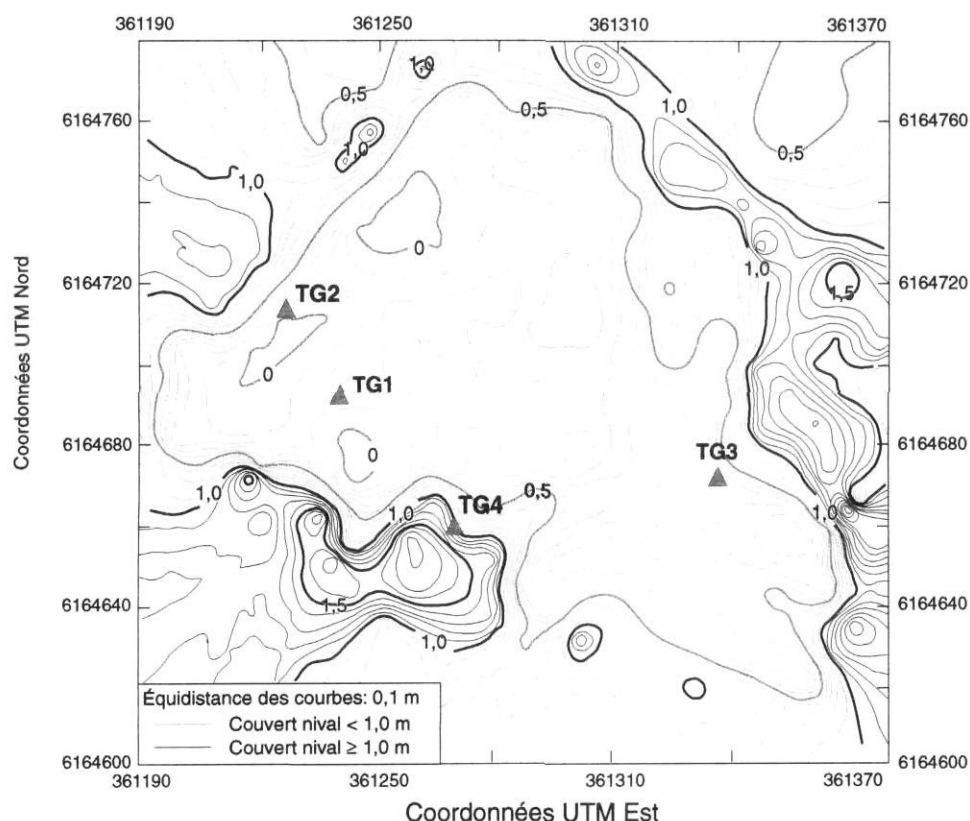 361190 361250 361310 361370
1,0
0,5
1,0
0,5
6164760
6164760
1,0
0,5
1,0
0
6164720
6164720
1,0
1,5
TG2
0
TG1
6164680
6164680
0
TG3
1,0
0,5
1,0
TG4
1,0
6164640
6164640
1,5
1,0
Équidistance des courbes: 0,1 m
Couvert nival < 1,0 m
Couvert nival ≥ 1,0 m
6164600
6164600
361190 361250 361310 361370
Coordonnées UTM Est
Coordonnées UTM Nord